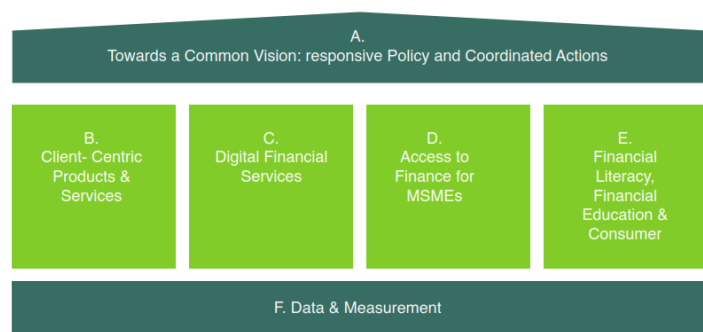 A.
Towards a Common Vision: responsive Policy and Coordinated Actions
B.
Client- Centric
Products &
Services
C.
Digital Financial
Services
D.
Access to
Finance for
MSMEs
E.
Financial
Literacy,
Financial
Education &
Consumer
F. Data & Measurement